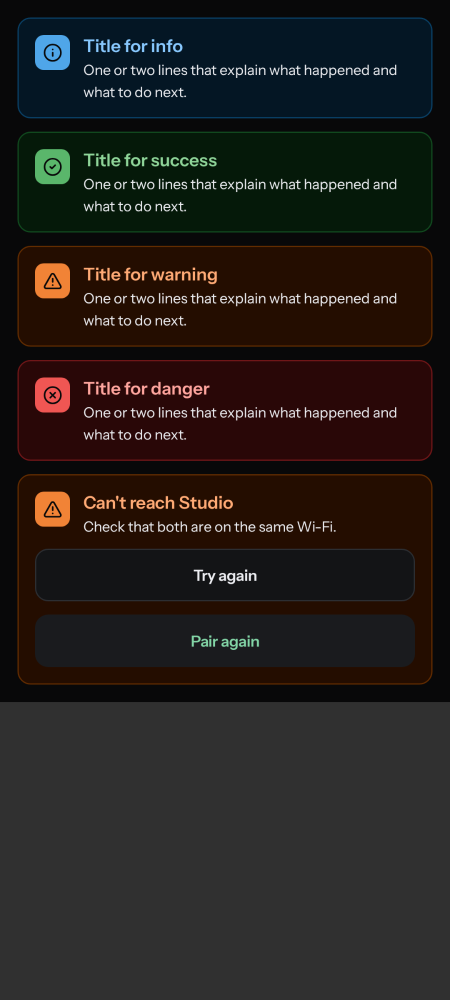 Title for info
One or two lines that explain what happened and
what to do next.
Title for success
One or two lines that explain what happened and
what to do next.
Title for warning
One or two lines that explain what happened and
what to do next.
Title for danger
One or two lines that explain what happened and
what to do next.
Can't reach Studio
Check that both are on the same Wi-Fi.
Try again
Pair again